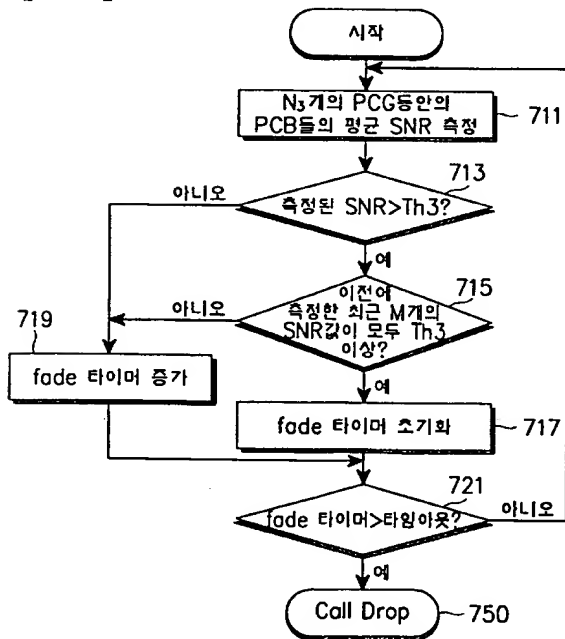 시작
N₃개의 PCG동안의
PCB들의 평균 SNR 측정
711
713
측정된 SNR>Th3?
아니오
예
715
이전에
측정한 최근 M개의
SNR값이 모두 Th3
이상?
아니오
예
719
fade 타이머 증가
fade 타이머 초기화
717
721
fade 타이머>타임아웃?
아니오
예
Call Drop
750